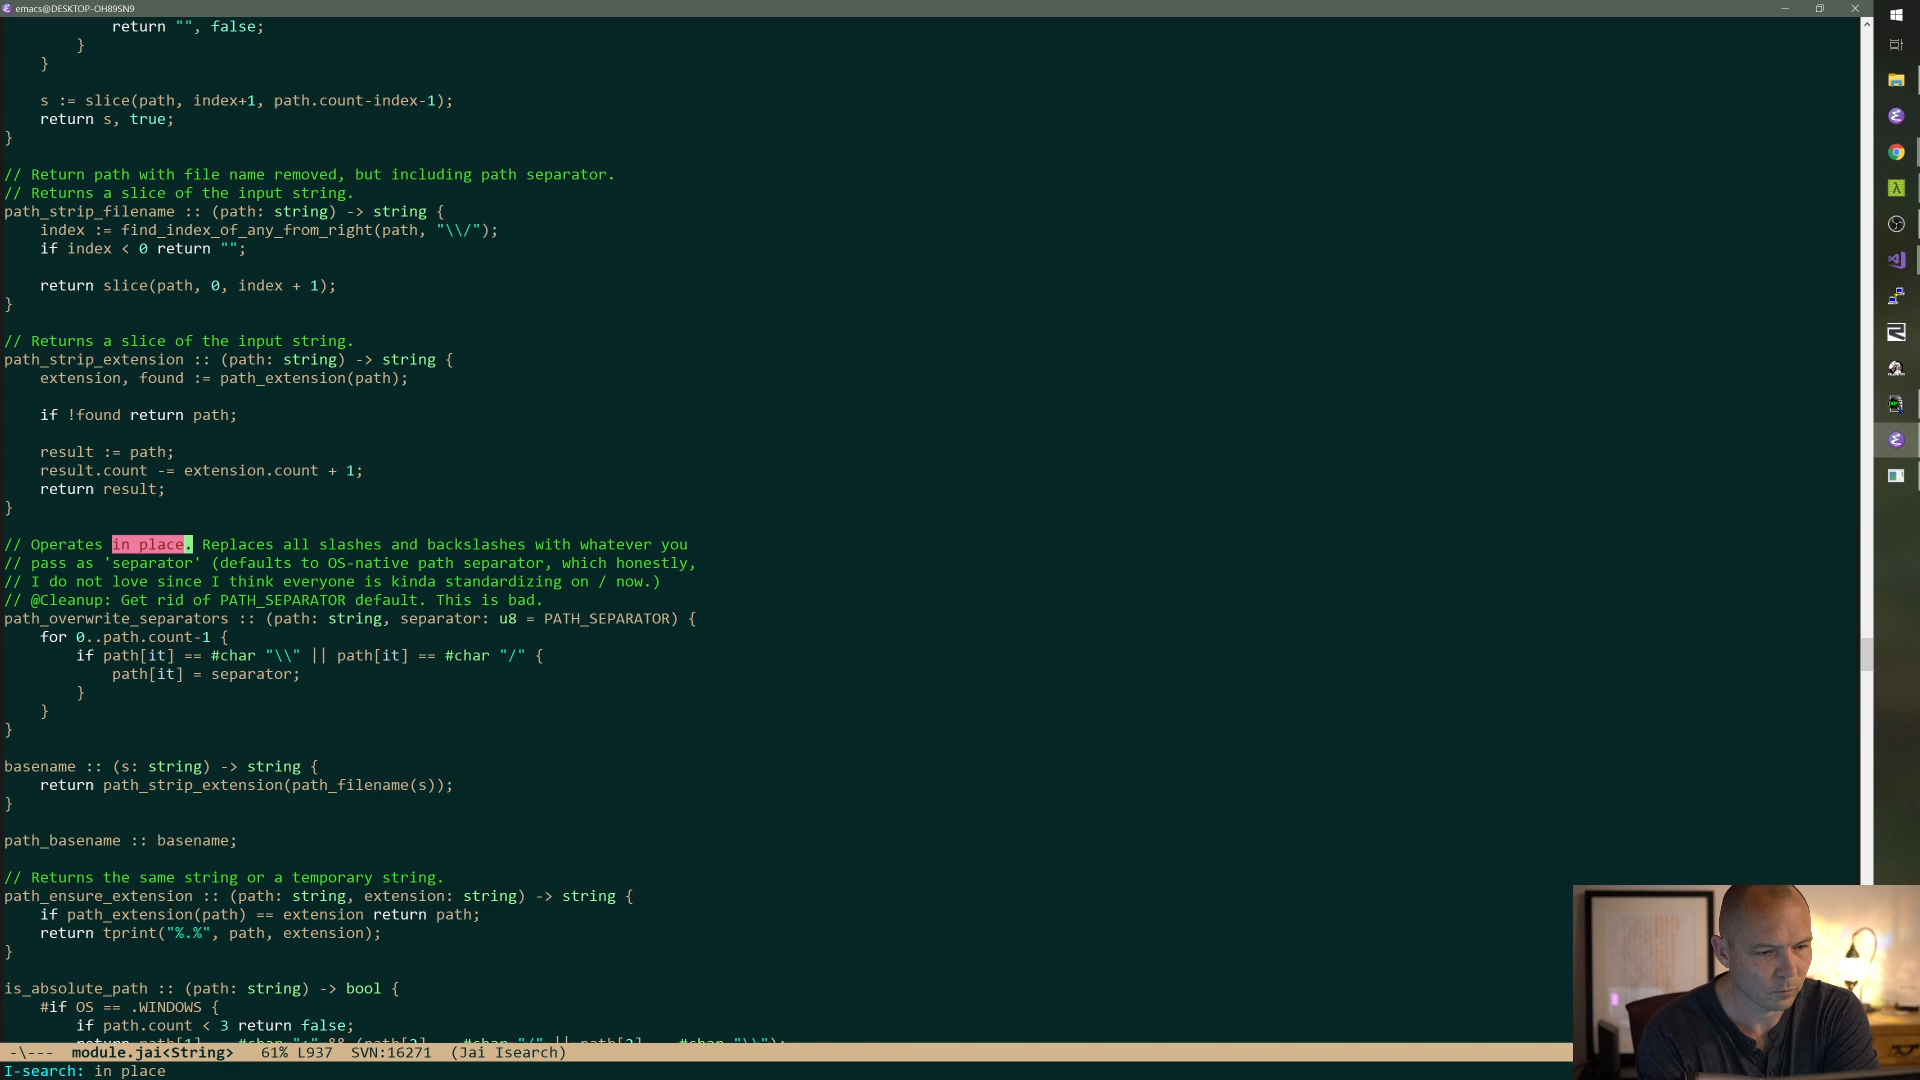 emacs@DESKTOP-OH89SN9
return "", false;
}
}
s := slice(path, index+1, path.count-index-1);
return s, true;
}
// Return path with file name removed, but including path separator.
// Returns a slice of the input string.
path_strip_filename :: (path: string) -> string {
index := find_index_of_any_from_right(path, "\\/");
if index < 0 return "";
return slice(path, 0, index + 1);
}
// Returns a slice of the input string.
path_strip_extension :: (path: string) -> string {
extension, found := path_extension(path);
if !found return path;
result := path;
result.count -= extension.count + 1;
return result;
}
// Operates in place. Replaces all slashes and backslashes with whatever you
// pass as 'separator' (defaults to OS-native path separator, which honestly,
// I do not love since I think everyone is kinda standardizing on / now.)
// @Cleanup: Get rid of PATH_SEPARATOR default. This is bad.
path_overwrite_separators :: (path: string, separator: u8 = PATH_SEPARATOR) {
for 0..path.count-1 {
if path[it] == #char "\\" || path[it] == #char "/" {
path[it] = separator;
}
}
}
basename :: (s: string) -> string {
return path_strip_extension(path_filename(s));
}
path_basename :: basename;
// Returns the same string or a temporary string.
path_ensure_extension :: (path: string, extension: string) -> string {
if path_extension(path) == extension return path;
return tprint("%.%", path, extension);
}
is_absolute_path :: (path: string) -> bool {
#if OS == .WINDOWS {
if path.count < 3 return false;
-\---  module.jai<String>   61% L937  SVN:16271  (Jai Isearch)
I-search: in place